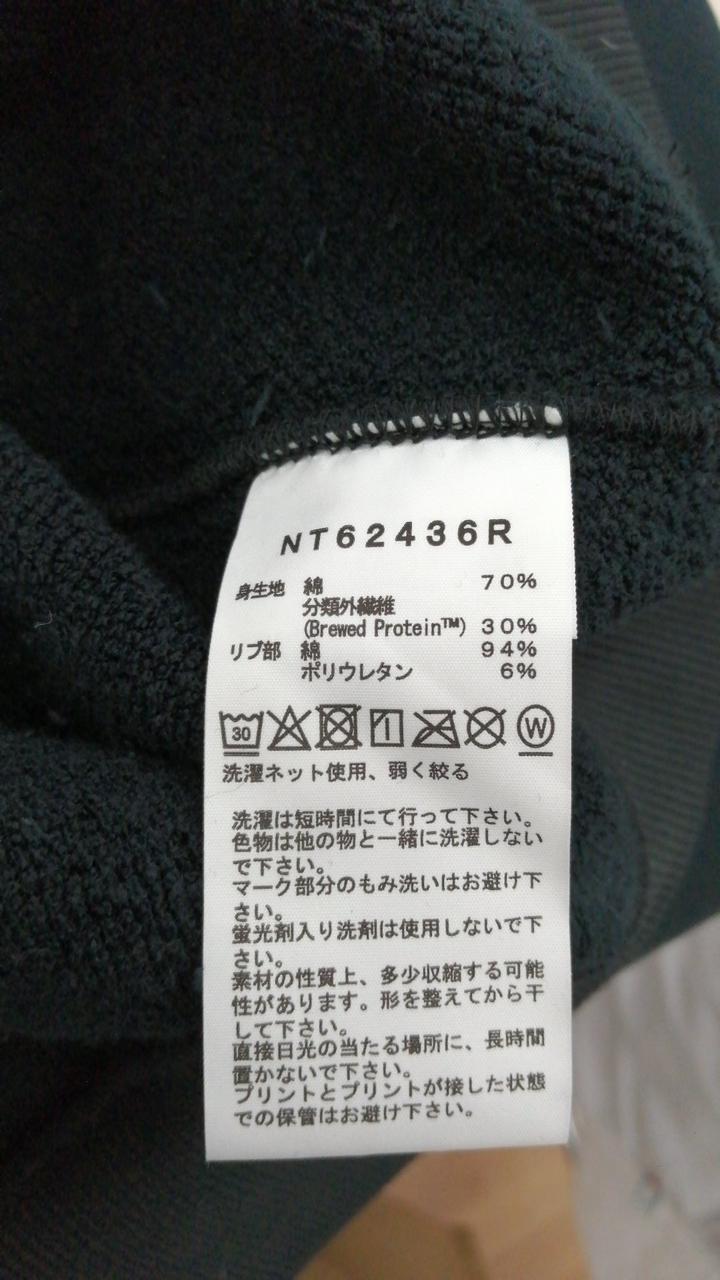 NT62436R
身生地 綿 70%
分類外繊維
(Brewed Protein™) 30%
リブ部 綿 94%
ポリウレタン 6%
30 W
洗濯ネット使用、弱く絞る
洗濯は短時間にて行って下さい。
色物は他の物と一緒に洗濯しない
で下さい。
マーク部分のもみ洗いはお避け下
さい。
蛍光剤入り洗剤は使用しないで下
さい。
素材の性質上、多少収縮する可能
性があります。形を整えてから干
して下さい。
直接日光の当たる場所に、長時間
置かないで下さい。
プリントとプリントが接した状態
での保管はお避け下さい。